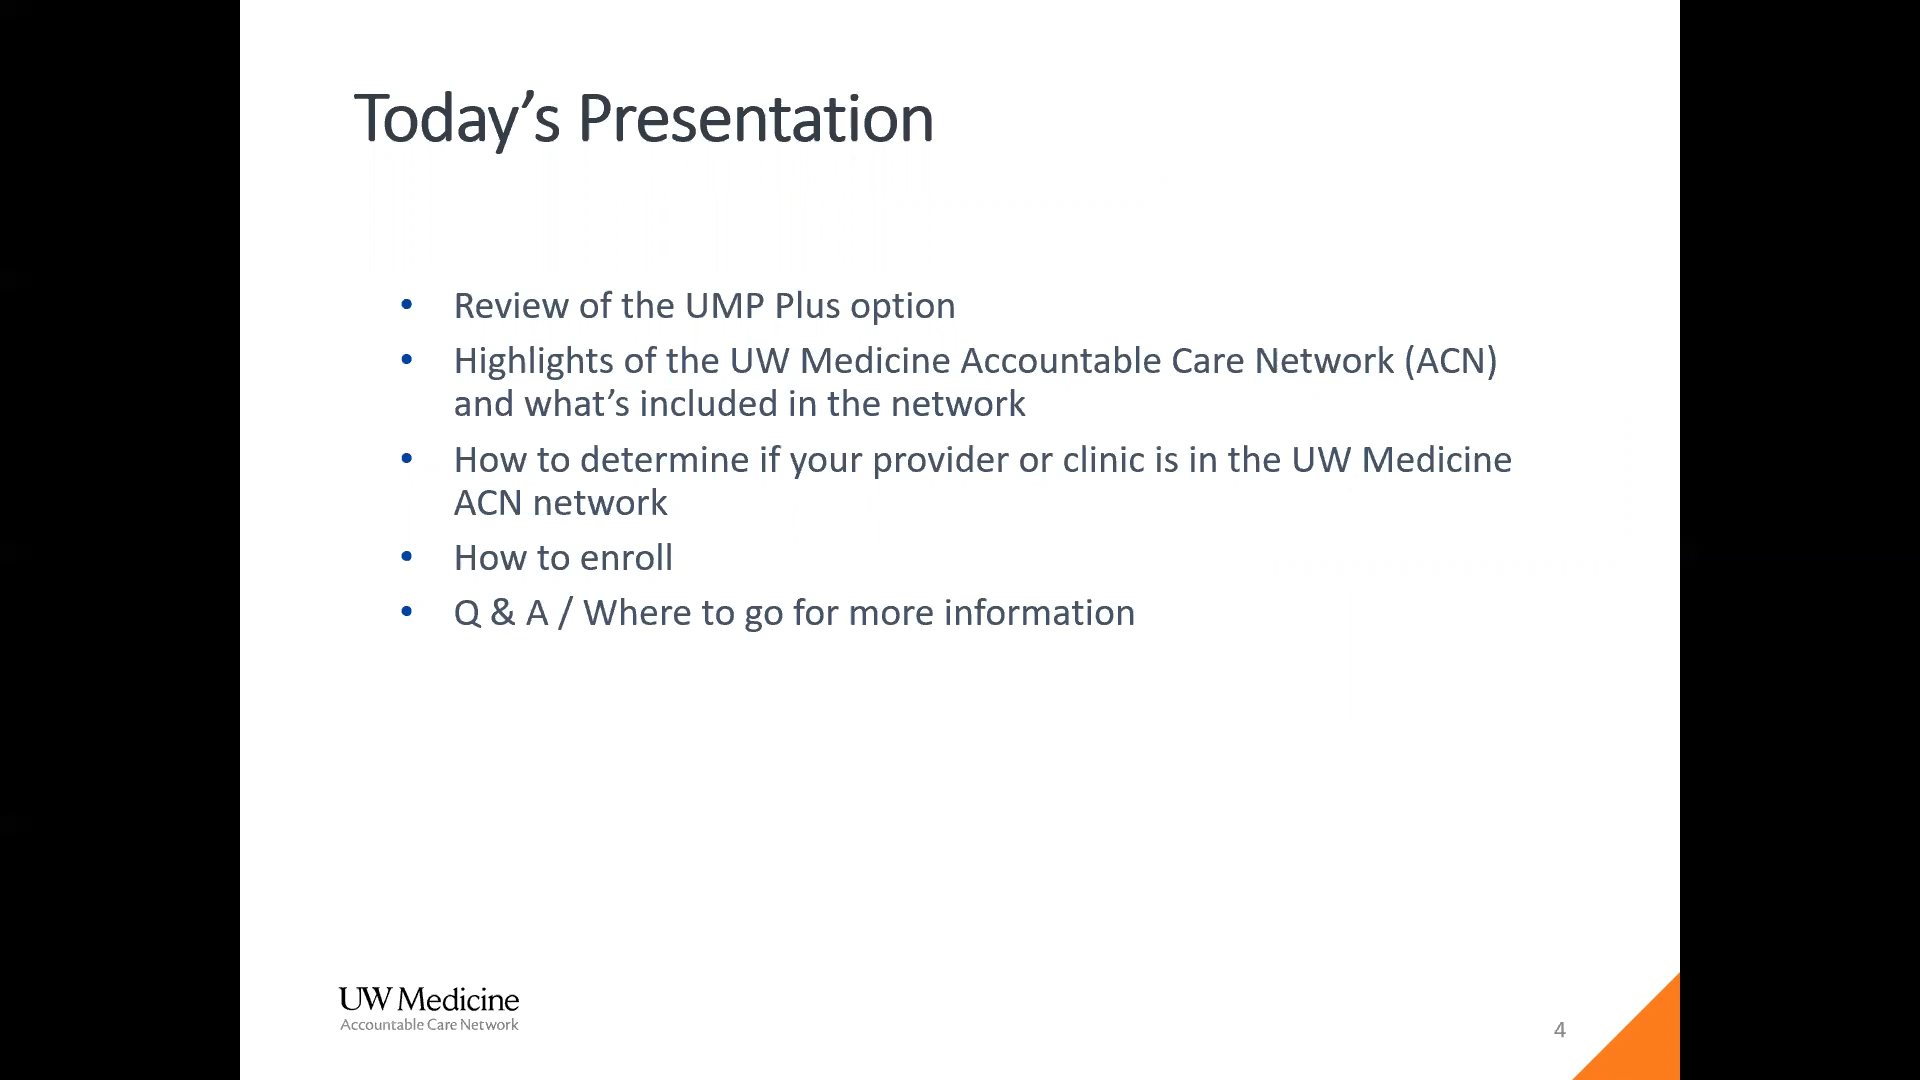 Today’s Presentation
• Review of the UMP Plus option
• Highlights of the UW Medicine Accountable Care Network (ACN)
and what’s included in the network
• How to determine if your provider or clinic is in the UW Medicine
ACN network
• How to enroll
• Q & A / Where to go for more information
UW Medicine
Accountable Care Network
4